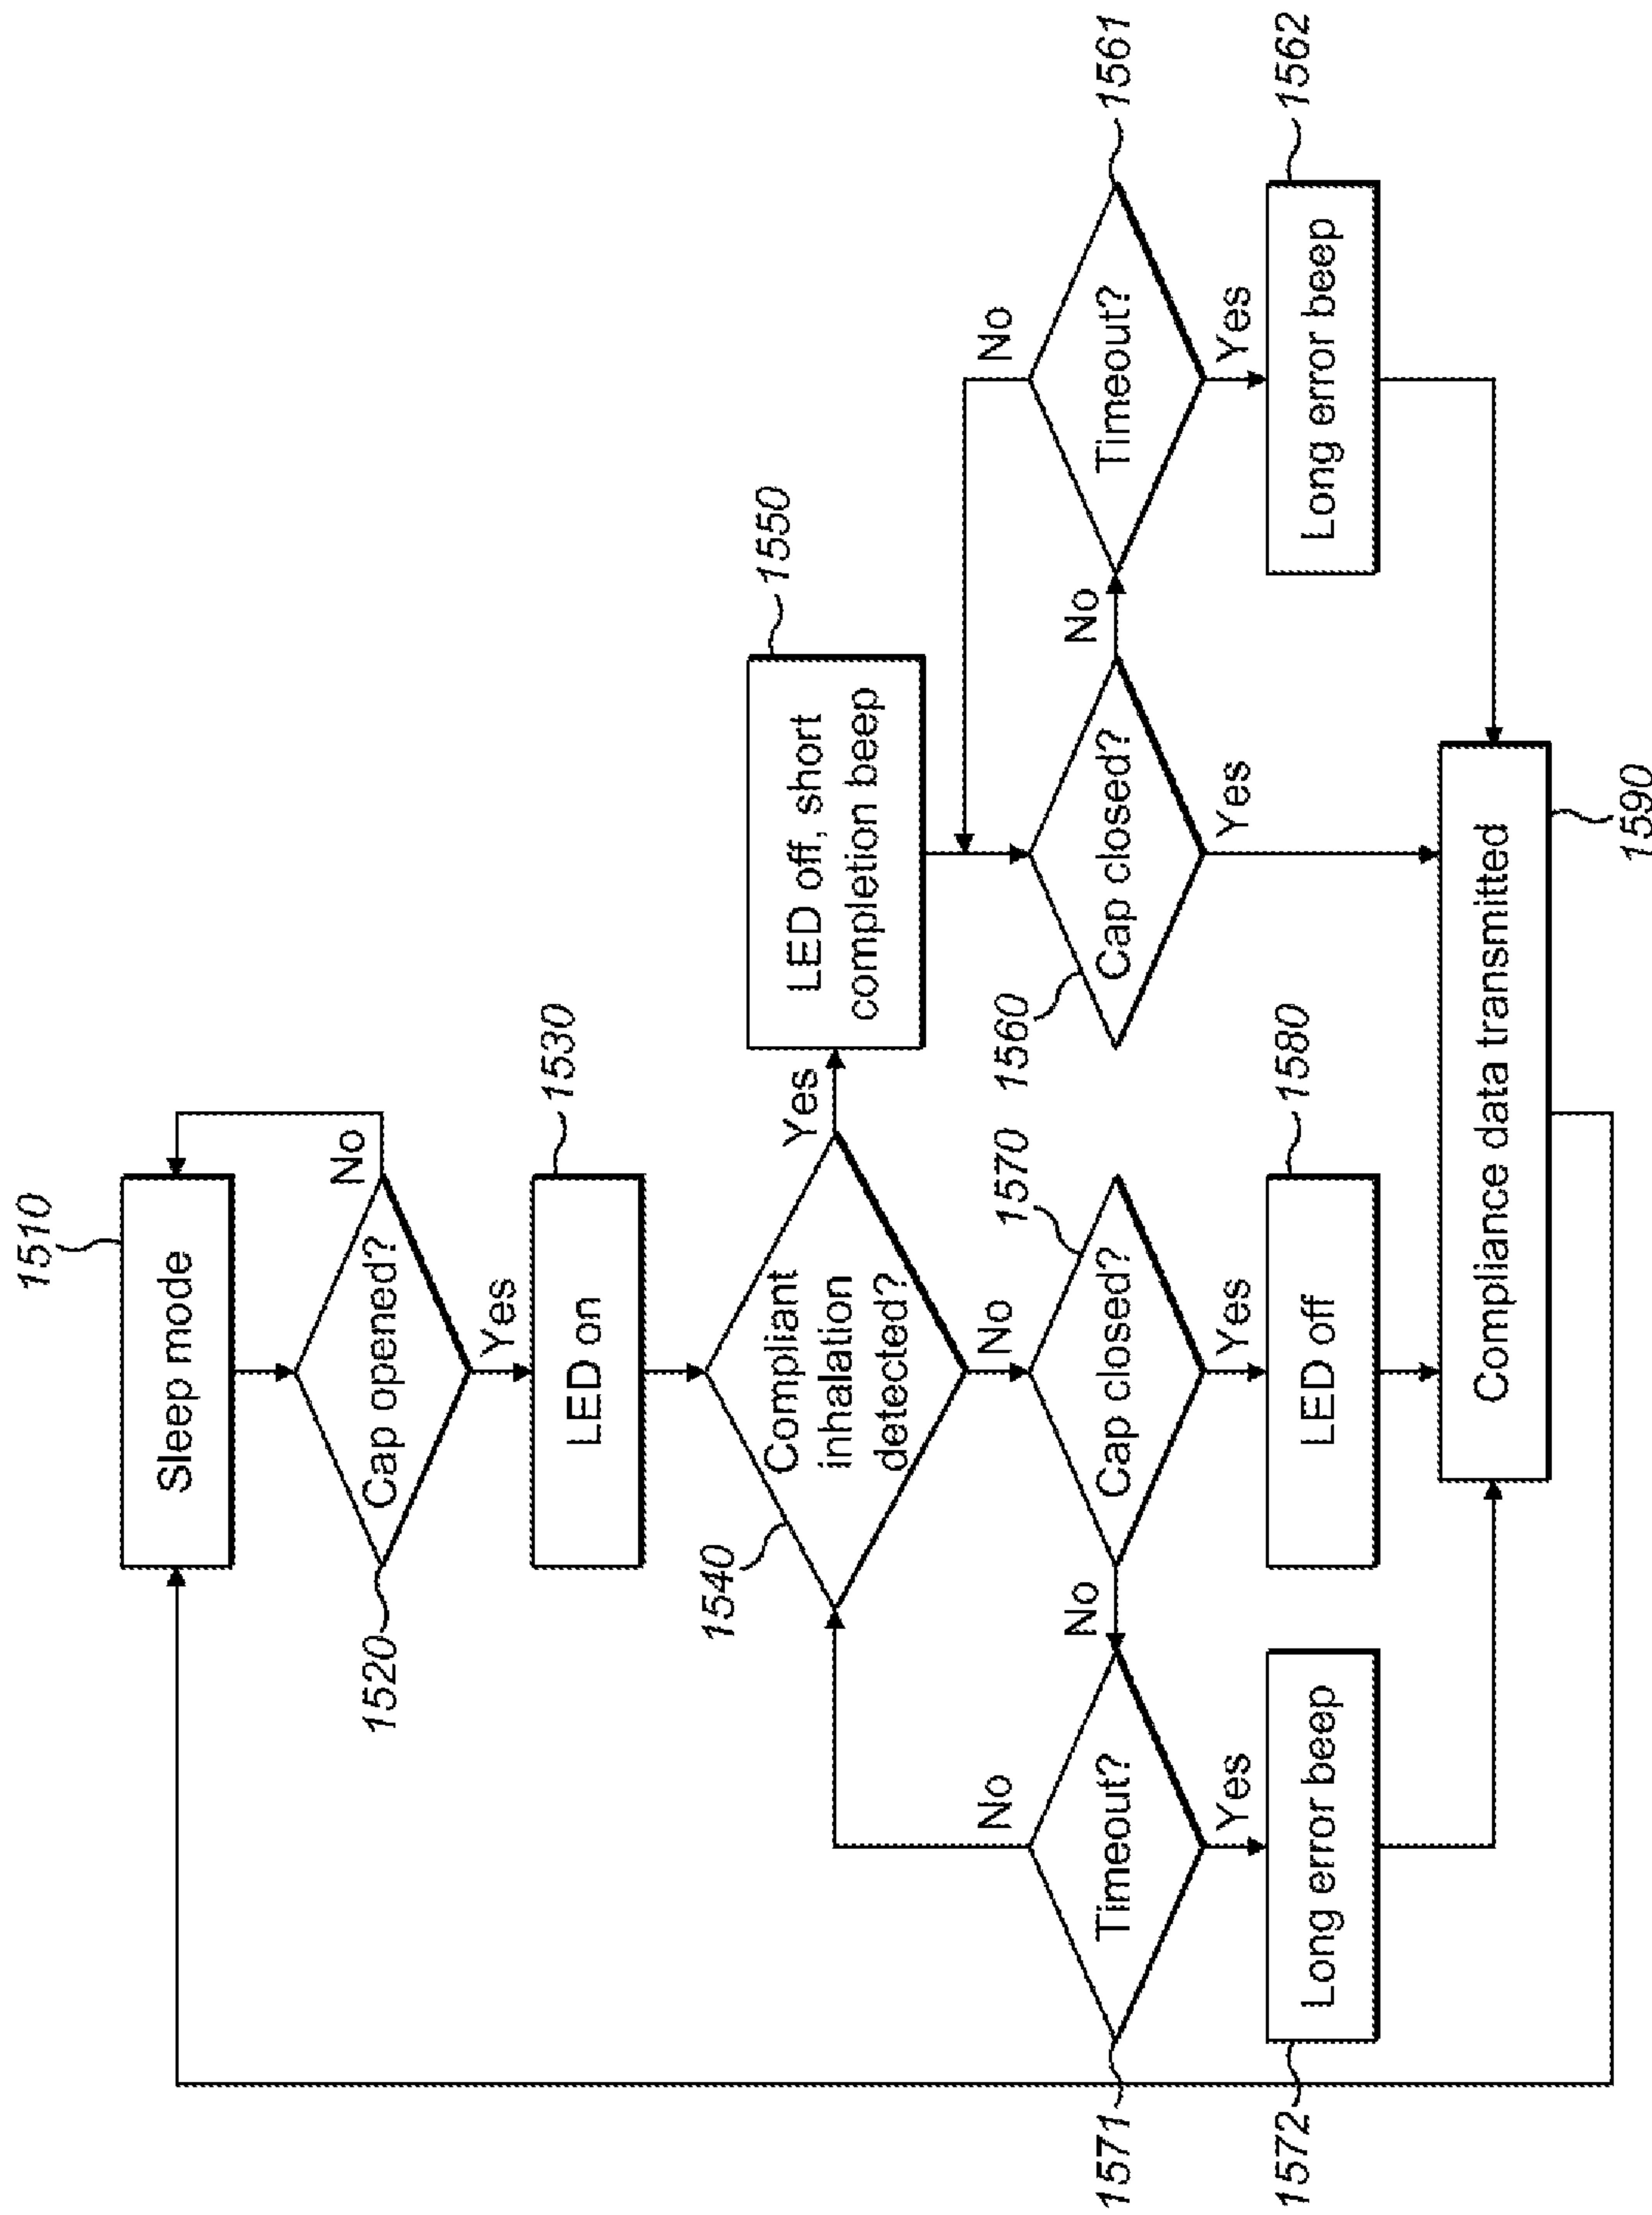 1510
Sleep mode
Cap opened?
No
1520
Yes
LED on
1530
Compliant
inhalation
detected?
1540
Yes
LED off, short
completion beep
1550
No
No
No
Timeout?
1571
No
Cap closed?
1570
Cap closed?
1560
No
Timeout?
1561
Yes
Yes
Yes
Yes
Long error beep
1572
LED off
1580
Long error beep
1562
Compliance data transmitted
1590